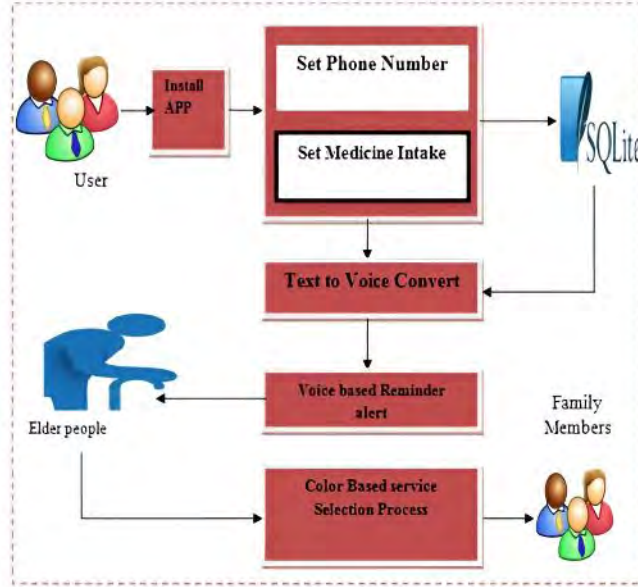 Install
APP
User
Set Phone Number
Set Medicine Intake
SQLite
Text to Voice Convert
Voice based Reminder
alert
Elder people
Family
Members
Color Based service
Selection Process